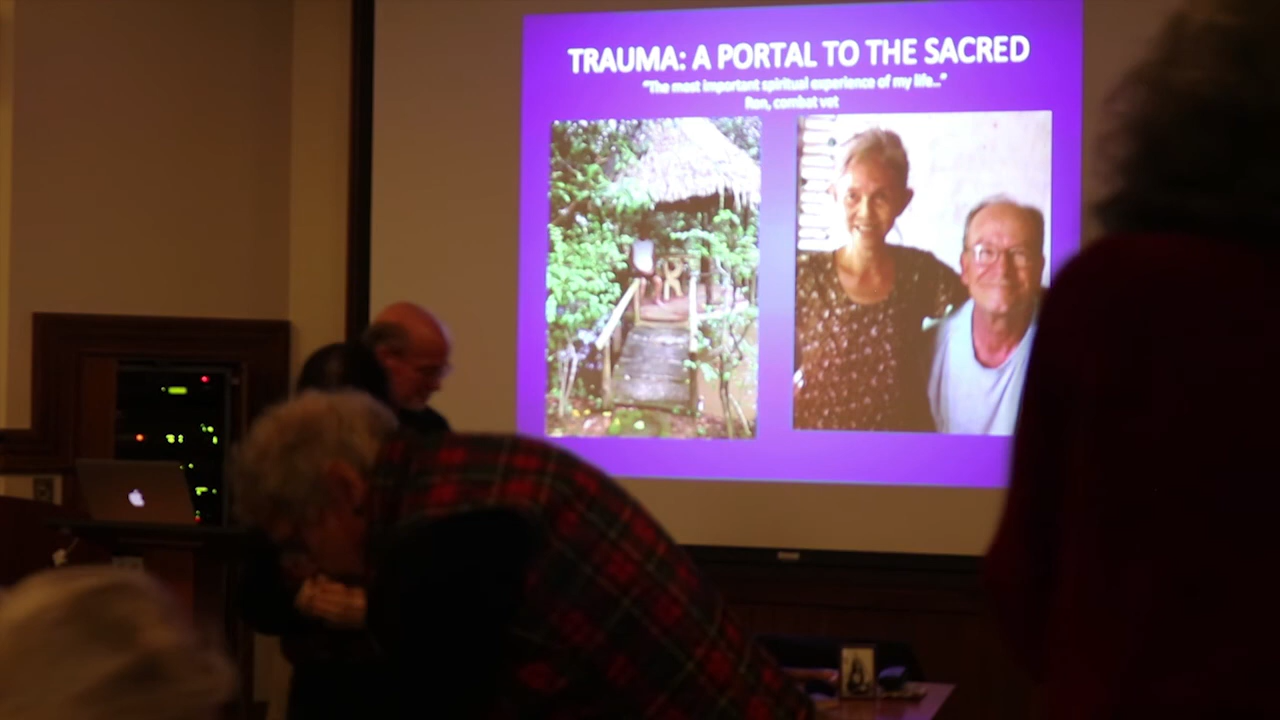 TRAUMA: A PORTAL TO THE SACRED
"The most important spiritual experience of my life..."
Ron, combat vet